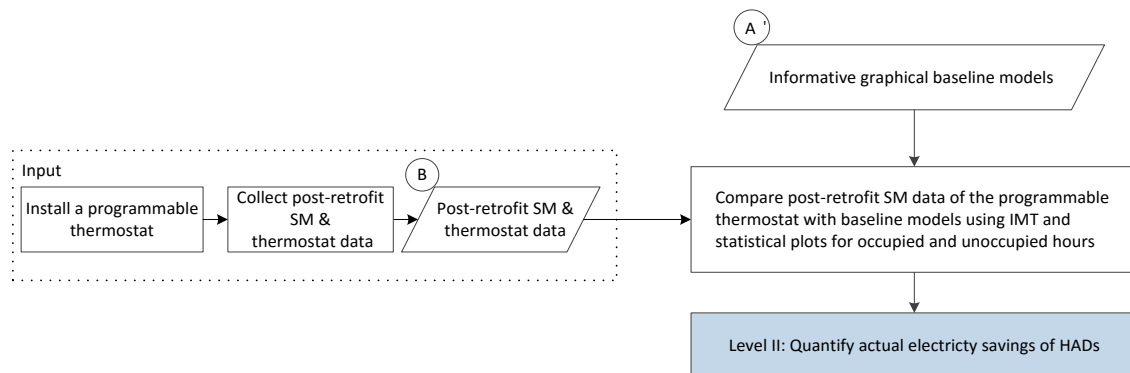 A '
Informative graphical baseline models
Input
Install a programmable
thermostat
Collect post-retrofit
SM &
thermostat data
B
Post-retrofit SM &
thermostat data
Compare post-retrofit SM data of the programmable
thermostat with baseline models using IMT and
statistical plots for occupied and unoccupied hours
Level II: Quantify actual electricty savings of HADs